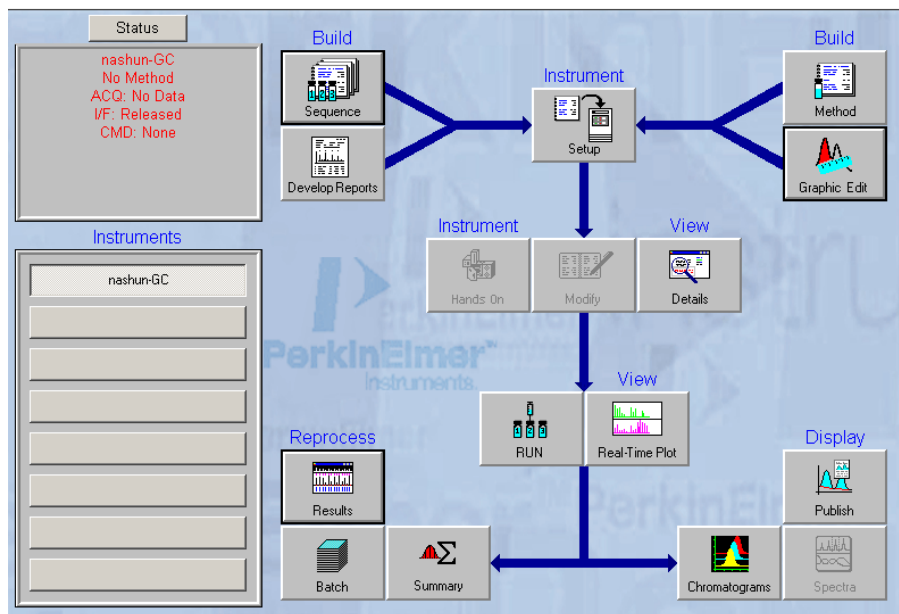 Status
nashun-GC
No Method
ACQ: No Data
I/F: Released
CMD: None
Instruments
nashun-GC
Build
Sequence
Develop Reports
Instrument
Setup
Build
Method
Graphic Edit
Instrument
Hands On
Modify
View
Details
PerkinElmer™
Instruments.
RUN
View
Real-Time Plot
Reprocess
Results
Batch
Summary
Display
Publish
Chromatograms
Spectra